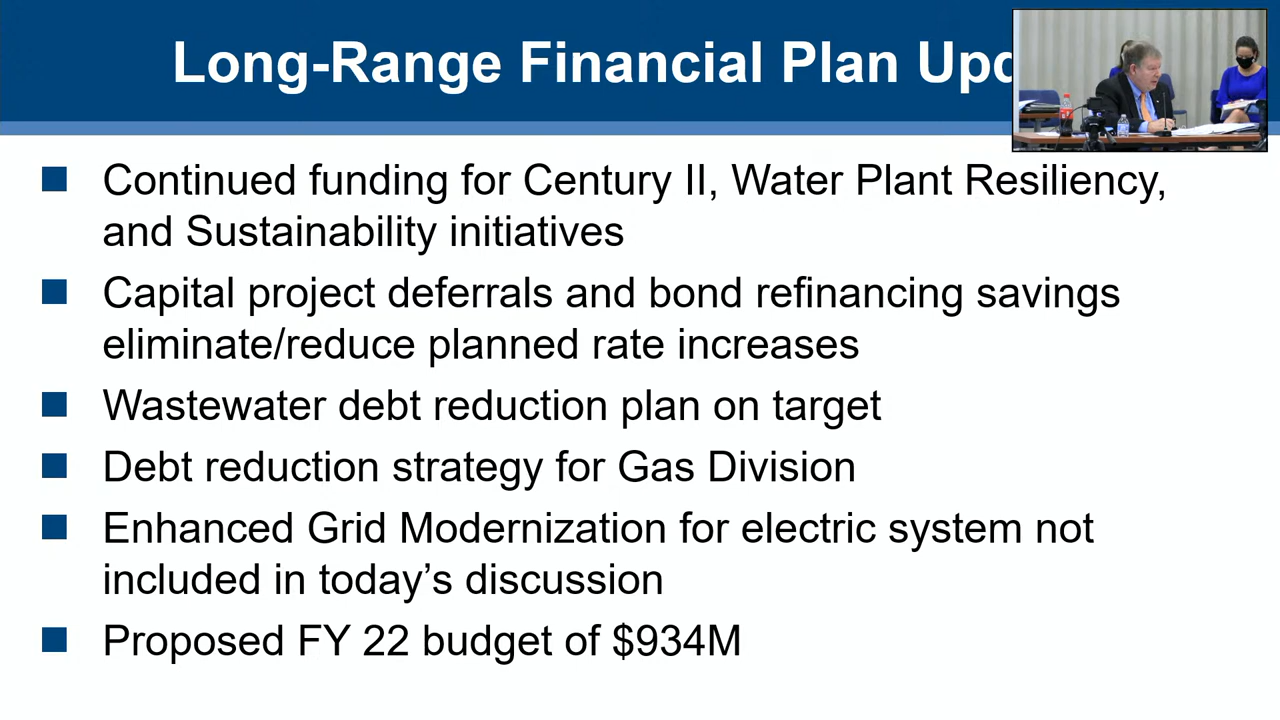 Long-Range Financial Plan
■ Continued funding for Century II, Water Plant Resiliency,
and Sustainability initiatives
■ Capital project deferrals and bond refinancing savings
eliminate/reduce planned rate increases
■ Wastewater debt reduction plan on target
■ Debt reduction strategy for Gas Division
■ Enhanced Grid Modernization for electric system not
included in today’s discussion
■ Proposed FY 22 budget of $934M